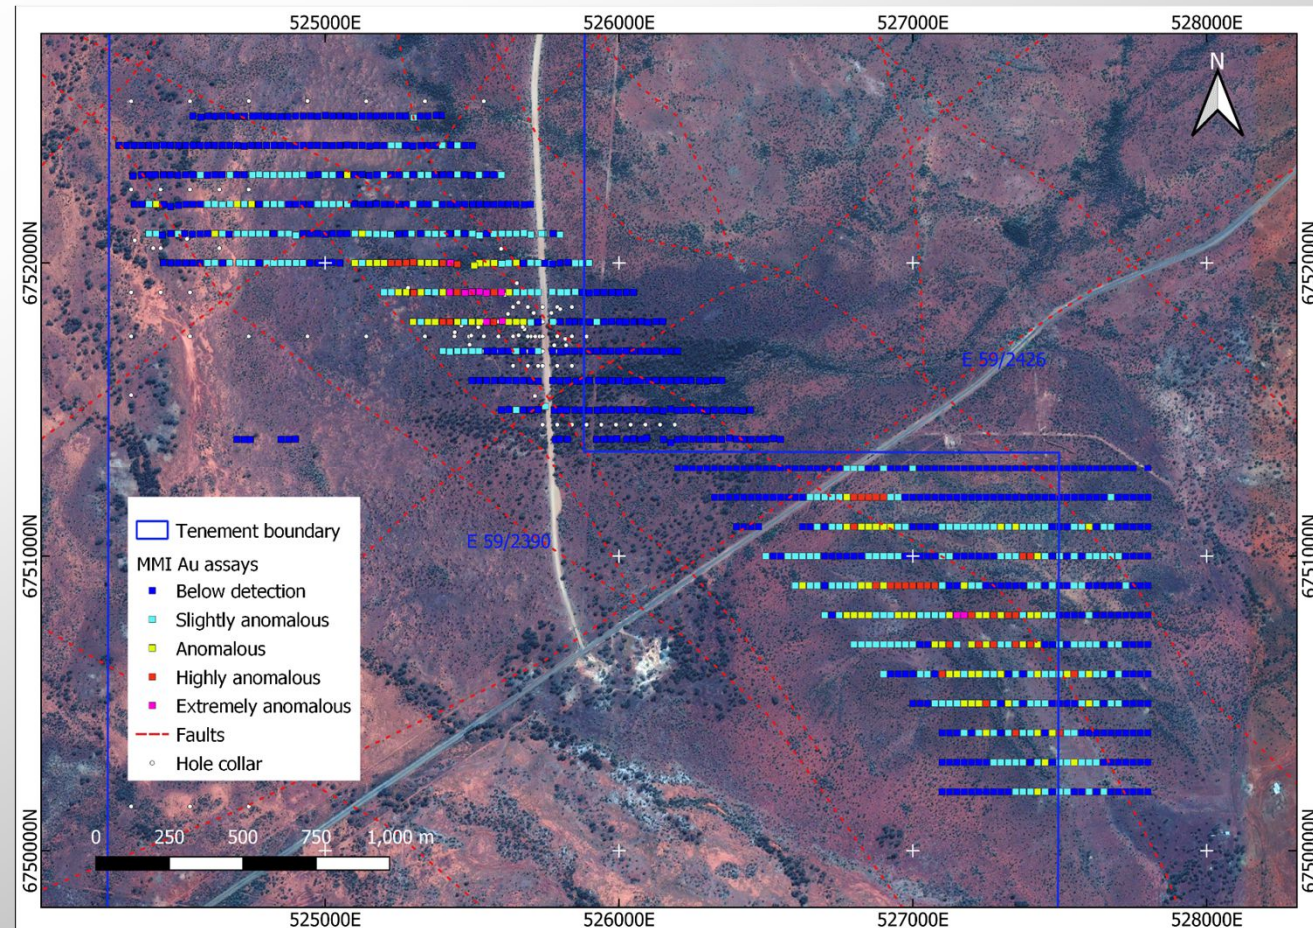 525000E 526000E 527000E 528000E
N
6752000N
6752000N
E 59/2426
Tenement boundary
MMI Au assays
E 59/2390
6751000N
6751000N
Below detection
Slightly anomalous
Anomalous
Highly anomalous
Extremely anomalous
Faults
Hole collar
0 250 500 750 1,000 m
6750000N
6750000N
525000E 526000E 527000E 528000E